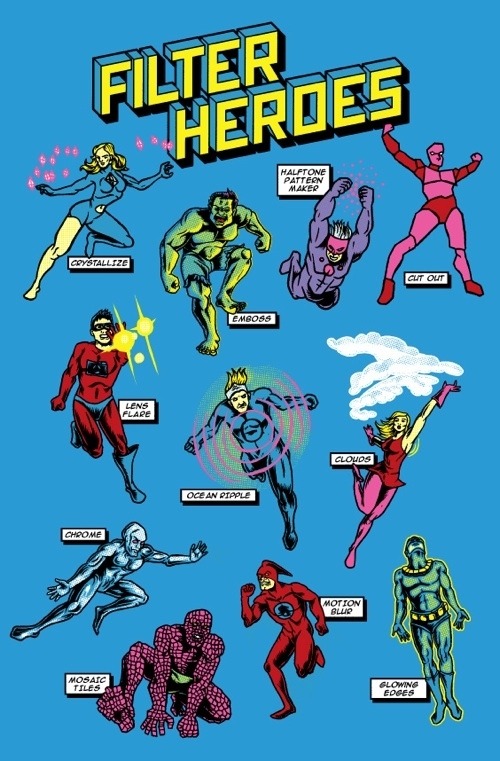 FILTER
HEROES
HALFTONE
PATTERN
MAKER
CRYSTALLIZE
CUT OUT
EMBOSS
LENS
FLARE
CLOUDS
OCEAN RIPPLE
CHROME
MOTION
BLUR
MOSAIC
TILES
GLOWING
EDGES